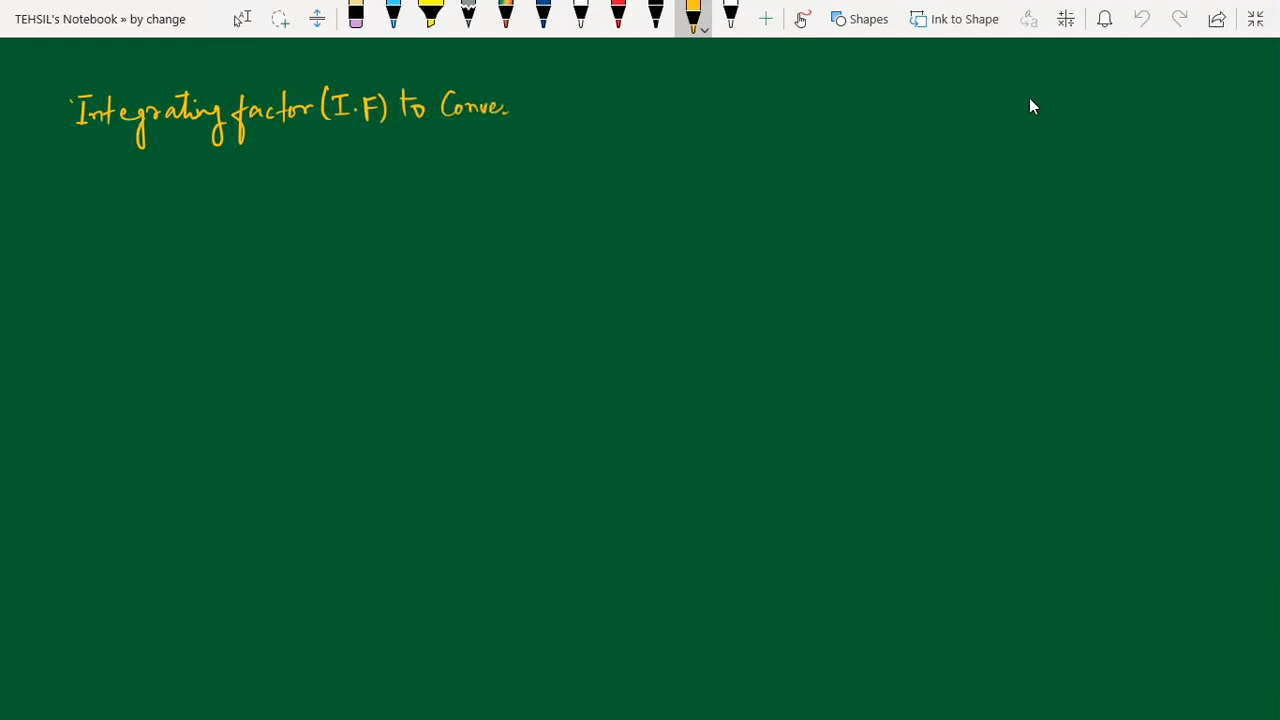 TEHSIL's Notebook » by change
Shapes
Ink to Shape
Integrating factor (I.F) to Conve